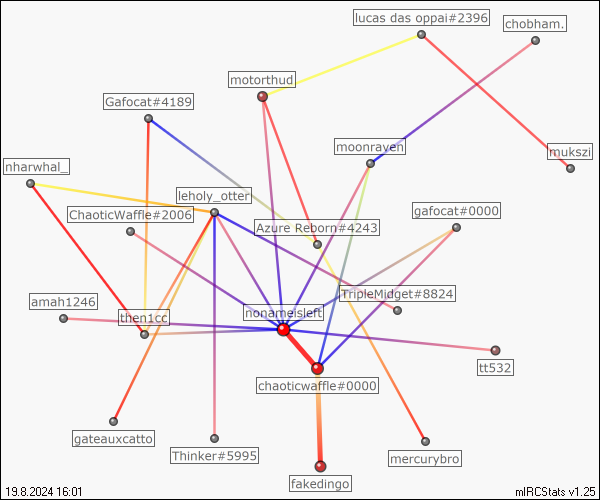 lucas das oppai#2396
chobham.
motorthud
Gafocat#4189
moonraven
mukszi
nharwhal_
leholy_otter
ChaoticWaffle#2006
gafocat#0000
Azure Reborn#4243
amah1246
TripleMidget#8824
nonameisleft
then1cc
tt532
chaoticwaffle#0000
gateauxcatto
Thinker#5995
mercurybro
fakedingo
19.8.2024 16:01
mIRCStats v1.25